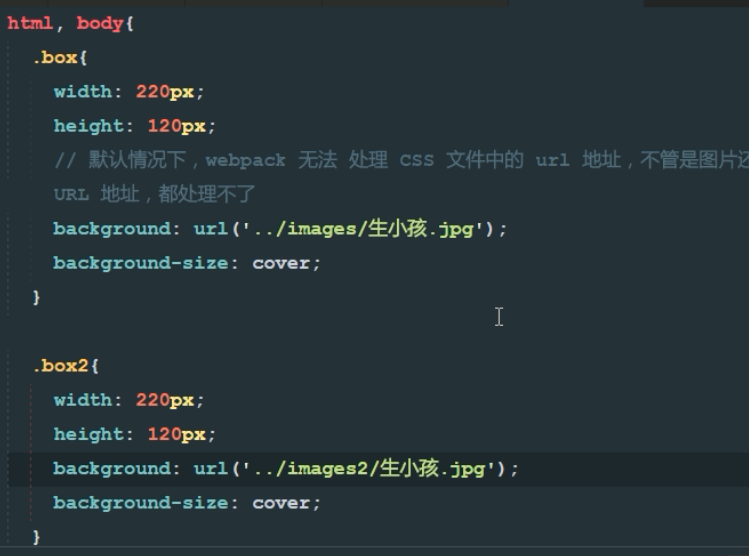 html, body{
.box{
width: 220px;
height: 120px;
// 默认情况下，webpack 无法 处理 CSS 文件中的 url 地址，不管是图片还
URL 地址，都处理不了
background: url('../images/生小孩.jpg');
background-size: cover;
}
.box2{
width: 220px;
height: 120px;
background: url('../images2/生小孩.jpg');
background-size: cover;
}